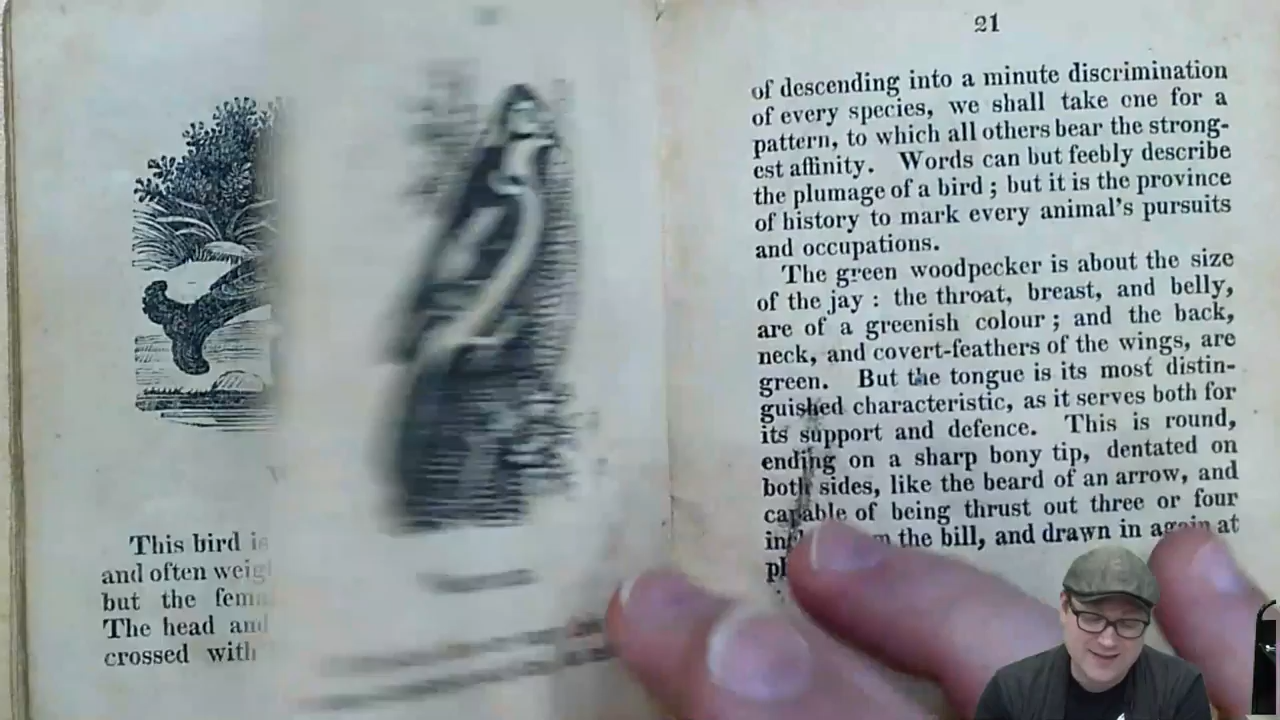 This bird is
and often weig
but the fem
The head and
crossed with
21
of descending into a minute discrimination
of every species, we shall take one for a
pattern, to which all others bear the strong-
est affinity. Words can but feebly describe
the plumage of a bird ; but it is the province
of history to mark every animal's pursuits
and occupations.
The green woodpecker is about the size
of the jay : the throat, breast, and belly,
are of a greenish colour ; and the back,
neck, and covert-feathers of the wings, are
green. But the tongue is its most distin-
guished characteristic, as it serves both for
its support and defence. This is round,
ending on a sharp bony tip, dentated on
both sides, like the beard of an arrow, and
capable of being thrust out three or four
the bill, and drawn in again at